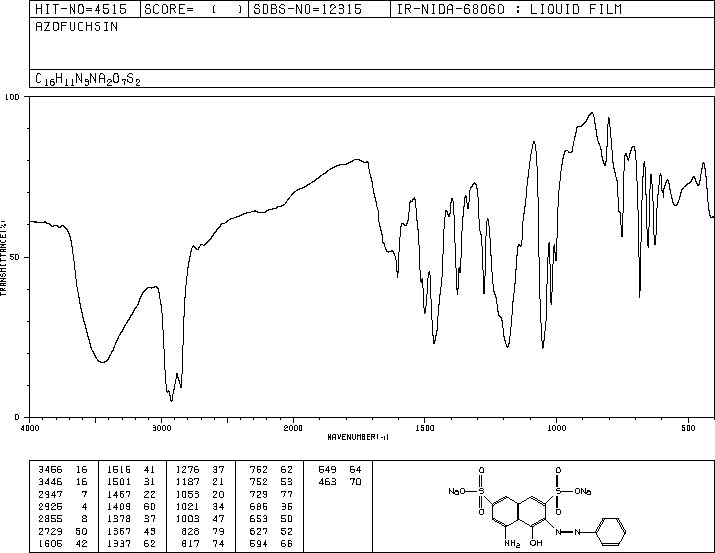 HIT-NO=4515 SCORE= ( ) SDBS-NO=12315 IR-NIDA-68060 : LIQUID FILM
AZOFUCHSIN
C16H11N3NA2O7S2
100
50
0
TRANSMITTANCE(%)
4000 3000 2000 1500 1000 500
WAVENUMBER(-1)
3456 16 1516 41 1276 37 762 62 549 64
3446 16 1501 31 1187 21 752 53 463 70
2947 7 1467 22 1053 20 729 77
2925 4 1409 60 1021 34 686 36
2855 8 1378 37 1003 47 653 50
2729 50 1367 49 828 79 627 52
1605 42 1337 62 817 74 594 66
O O
NaO S S ONa
O O
N N
NH2 OH